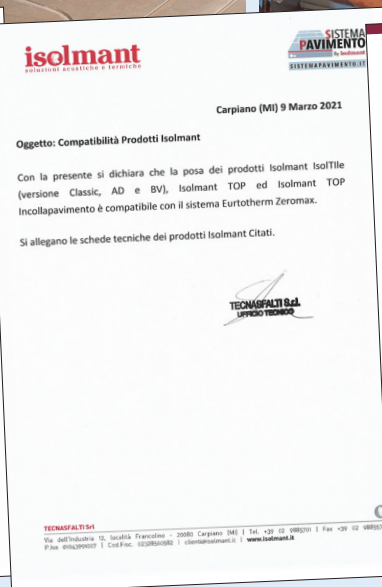 isolmant
soluzioni acustiche e termiche
SISTEMA
PAVIMENTO
by Isolmant
SISTEMAPAVIMENTO.IT
Carpiano (MI) 9 Marzo 2021
Oggetto: Compatibilità Prodotti Isolmant
Con la presente si dichiara che la posa dei prodotti Isolmant IsolTIle
(versione Classic, AD e BV), Isolmant TOP ed Isolmant TOP
Incollapavimento è compatibile con il sistema Eurtotherm Zeromax.
Si allegano le schede tecniche dei prodotti Isolmant Citati.
TECNASFALTI S.r.l.
UFFICIO TECNICO
TECNASFALTI Srl
Via dell'Industria 12, località Francolino - 20080 Carpiano (MI) | Tel. +39 02 9885701 | Fax +39 02
P.Iva | Cod.Fisc. | clienti@isolmant.it | www.isolmant.it